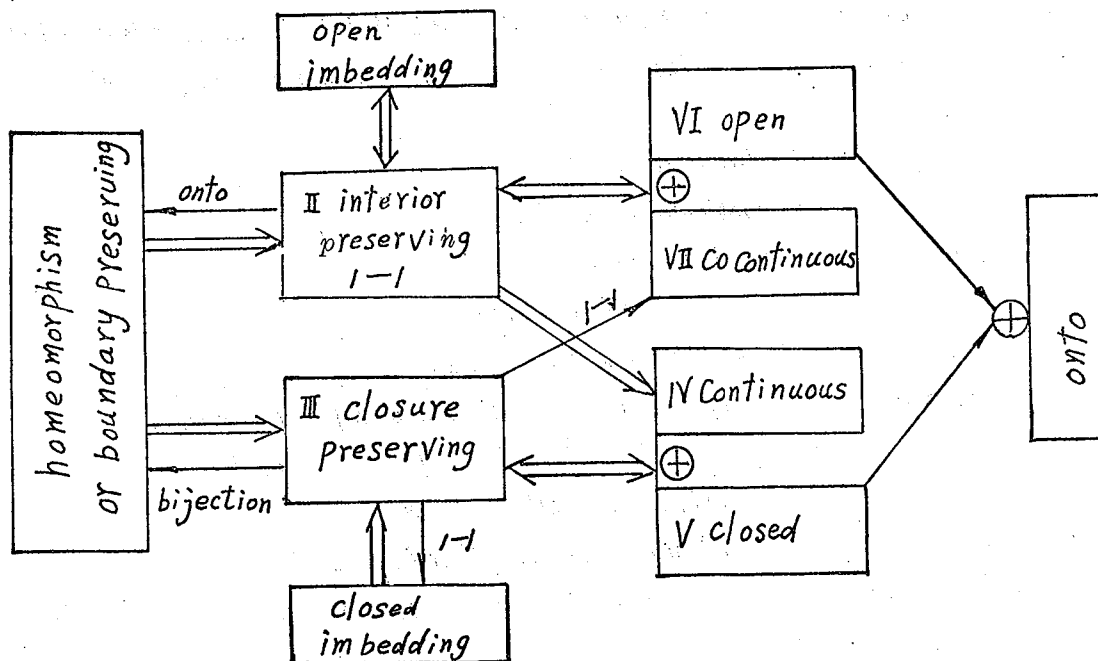 open
imbedding
homeomorphism
or boundary preserving
onto
II interior
preserving
1—1
VI open
⊕
VII Co continuous
1—1
III closure
preserving
bijection
IV Continuous
⊕
V closed
1—1
closed
imbedding
⊕
onto